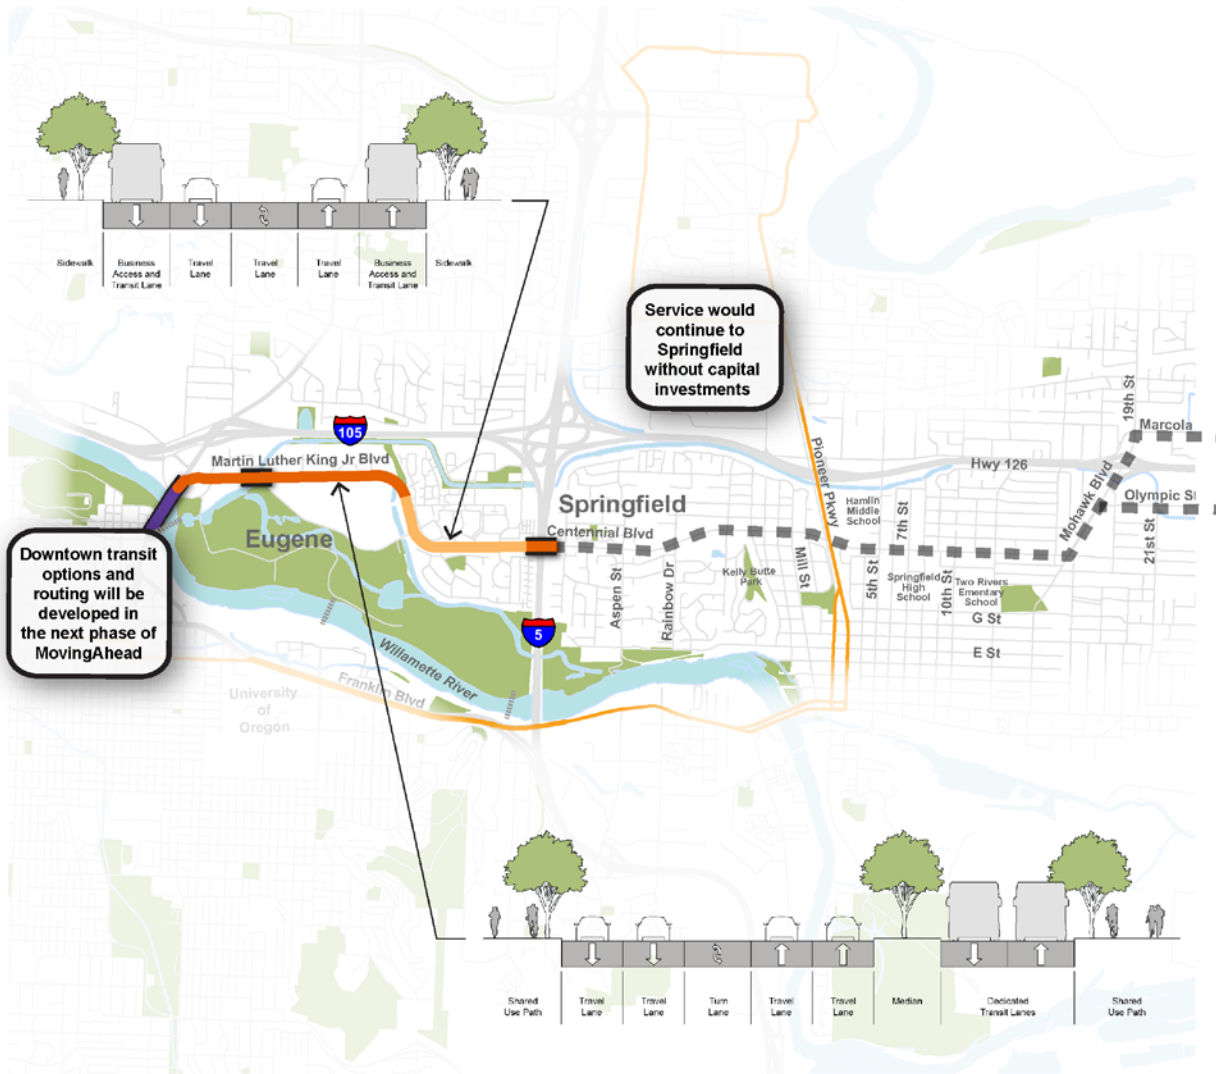 Sidewalk
Business
Access and
Transit Lane
Travel
Lane
Travel
Lane
Travel
Lane
Business
Access and
Transit Lane
Sidewalk
Service would
continue to
Springfield
without capital
investments
105
Martin Luther King Jr Blvd
Eugene
Springfield
Centennial Blvd
Pioneer Pkwy
Hwy 126
19th St
Marcola
Mohawk Blvd
Olympic St
21st St
Hamlin
Middle
School
7th St
Kelly Butte
Park
Mill St
5th St
Springfield
High
School
10th St
Two Rivers
Ementary
School
G St
E St
Aspen St
Rainbow Dr
5
Downtown transit
options and
routing will be
developed in
the next phase of
MovingAhead
Willamette River
Franklin Blvd
University
of
Oregon
Shared
Use Path
Travel
Lane
Travel
Lane
Turn
Lane
Travel
Lane
Travel
Lane
Median
Dedicated
Transit Lanes
Shared
Use Path